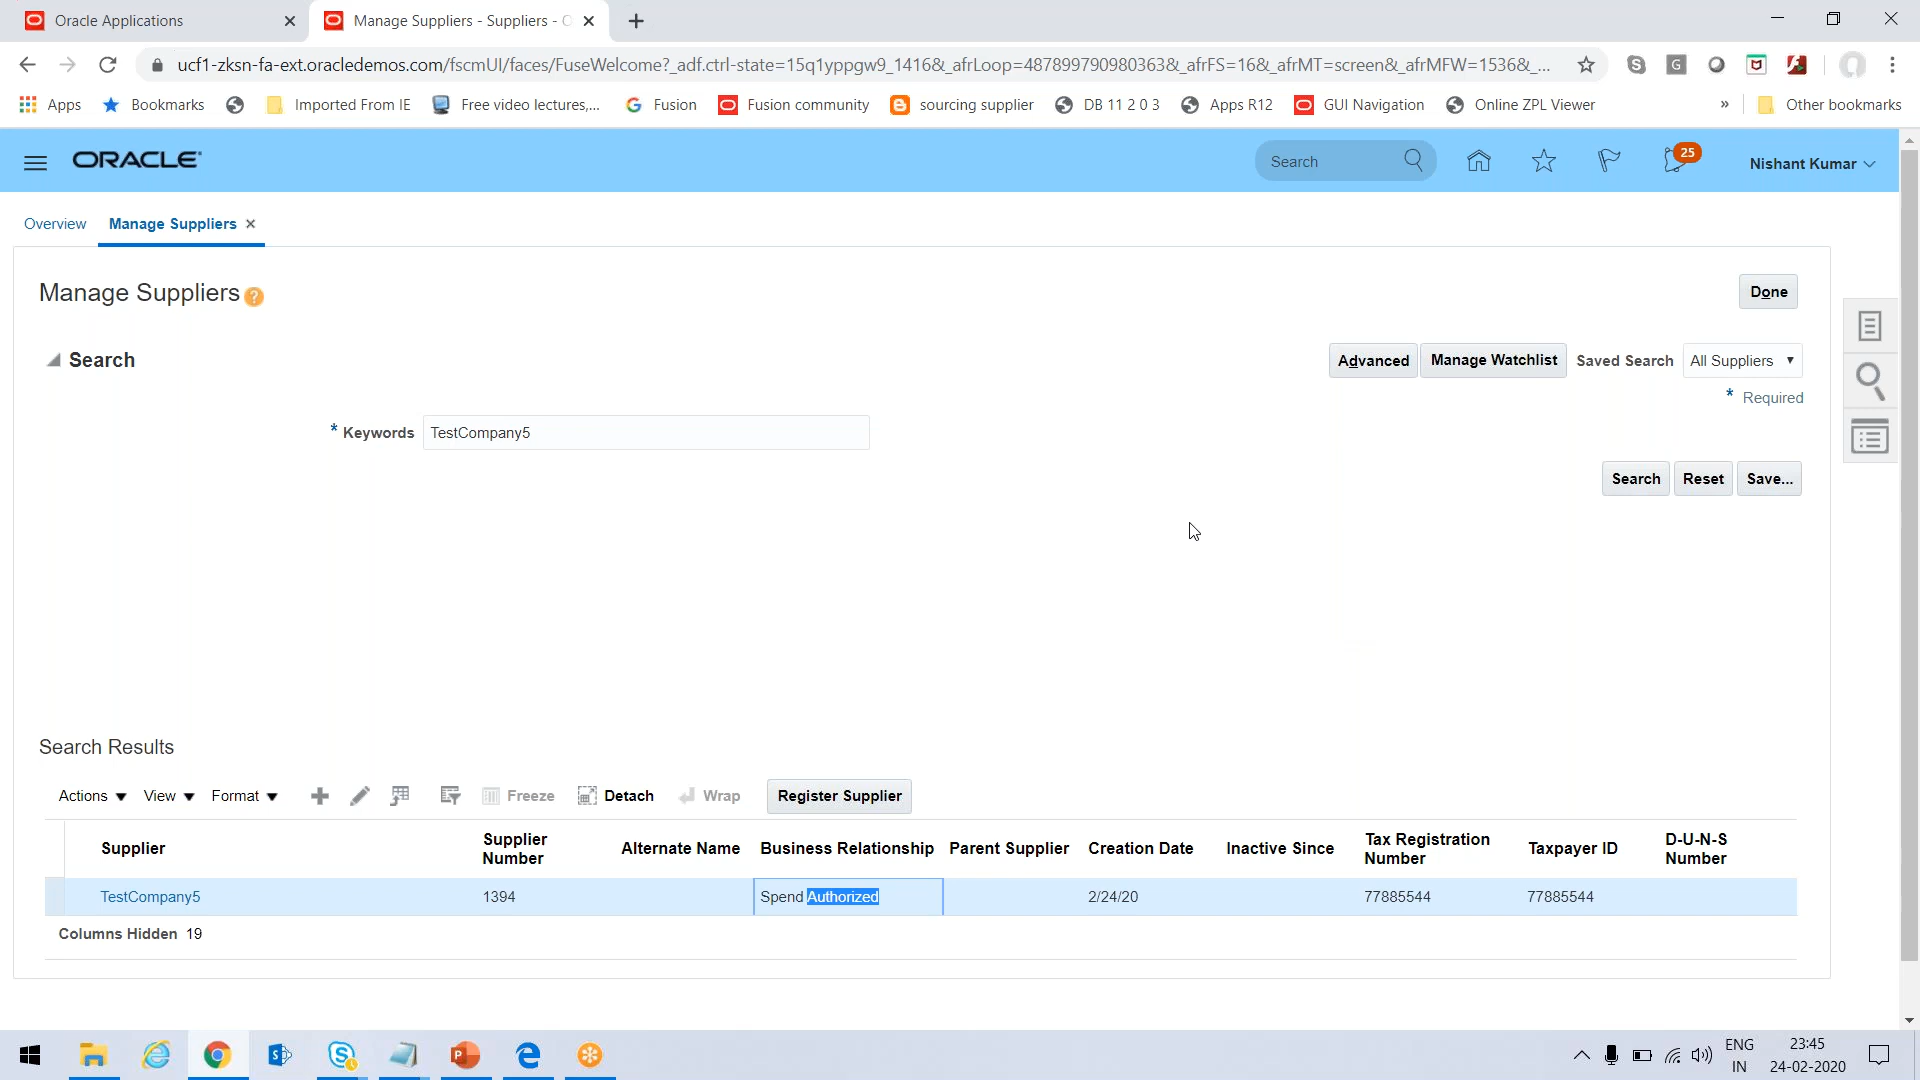 Oracle Applications
Manage Suppliers - Suppliers - O
ucf1-zksn-fa-ext.oracledemos.com/fscmUI/faces/FuseWelcome?_adf.ctrl-state=15q1yppgw9_1416&_afrLoop=487899790980363&_afrFS=16&_afrMT=screen&_afrMFW=1536&_...
Apps
Bookmarks
Imported From IE
Free video lectures,...
Fusion
Fusion community
sourcing supplier
DB 11 2 0 3
Apps R12
GUI Navigation
Online ZPL Viewer
»
Other bookmarks
ORACLE
Search
25
Nishant Kumar
Overview
Manage Suppliers
Manage Suppliers
Done
Search
Advanced
Manage Watchlist
Saved Search
All Suppliers
* Required
* Keywords
TestCompany5
Search
Reset
Save...
Search Results
Actions
View
Format
Freeze
Detach
Wrap
Register Supplier
Supplier
Supplier
Number
Alternate Name
Business Relationship
Parent Supplier
Creation Date
Inactive Since
Tax Registration
Number
Taxpayer ID
D-U-N-S
Number
TestCompany5
1394
Spend Authorized
2/24/20
77885544
77885544
Columns Hidden 19
ENG
IN
23:45
24-02-2020